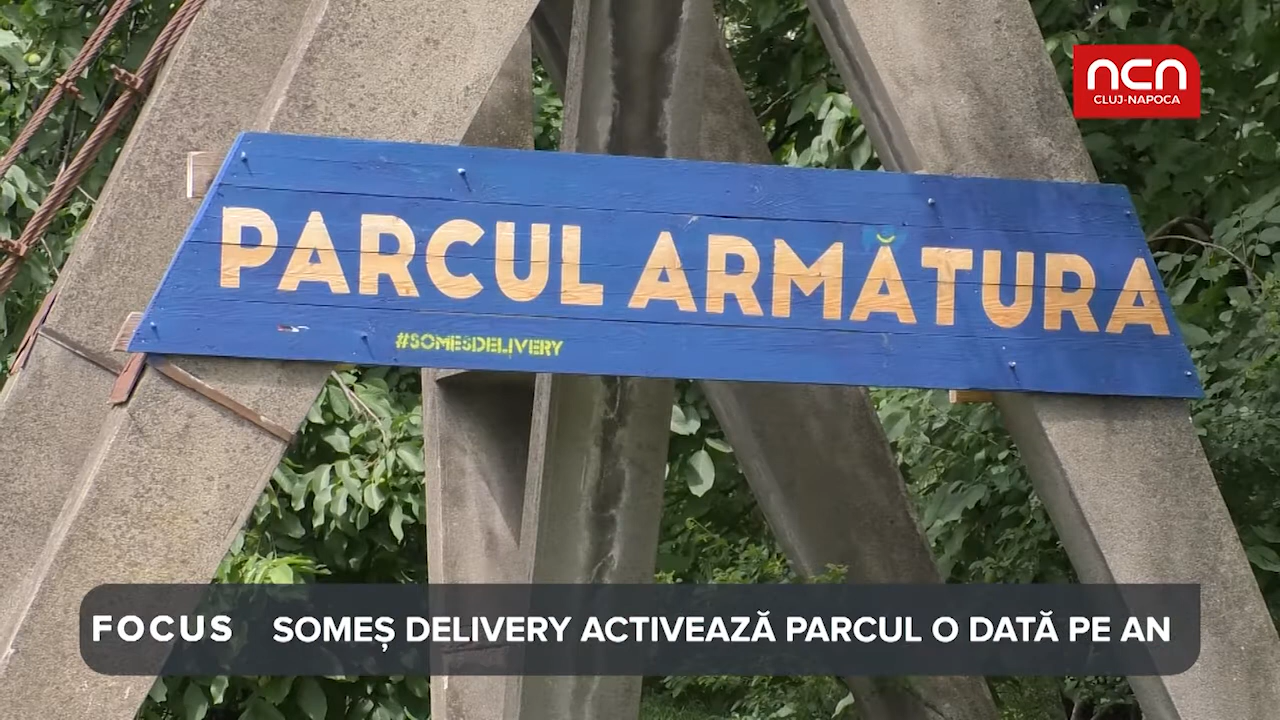 ncn
CLUJ-NAPOCA
PARCUL ARMĂTURA
#SOMESDELIVERY
FOCUS SOMEȘ DELIVERY ACTIVEAZĂ PARCUL O DATĂ PE AN